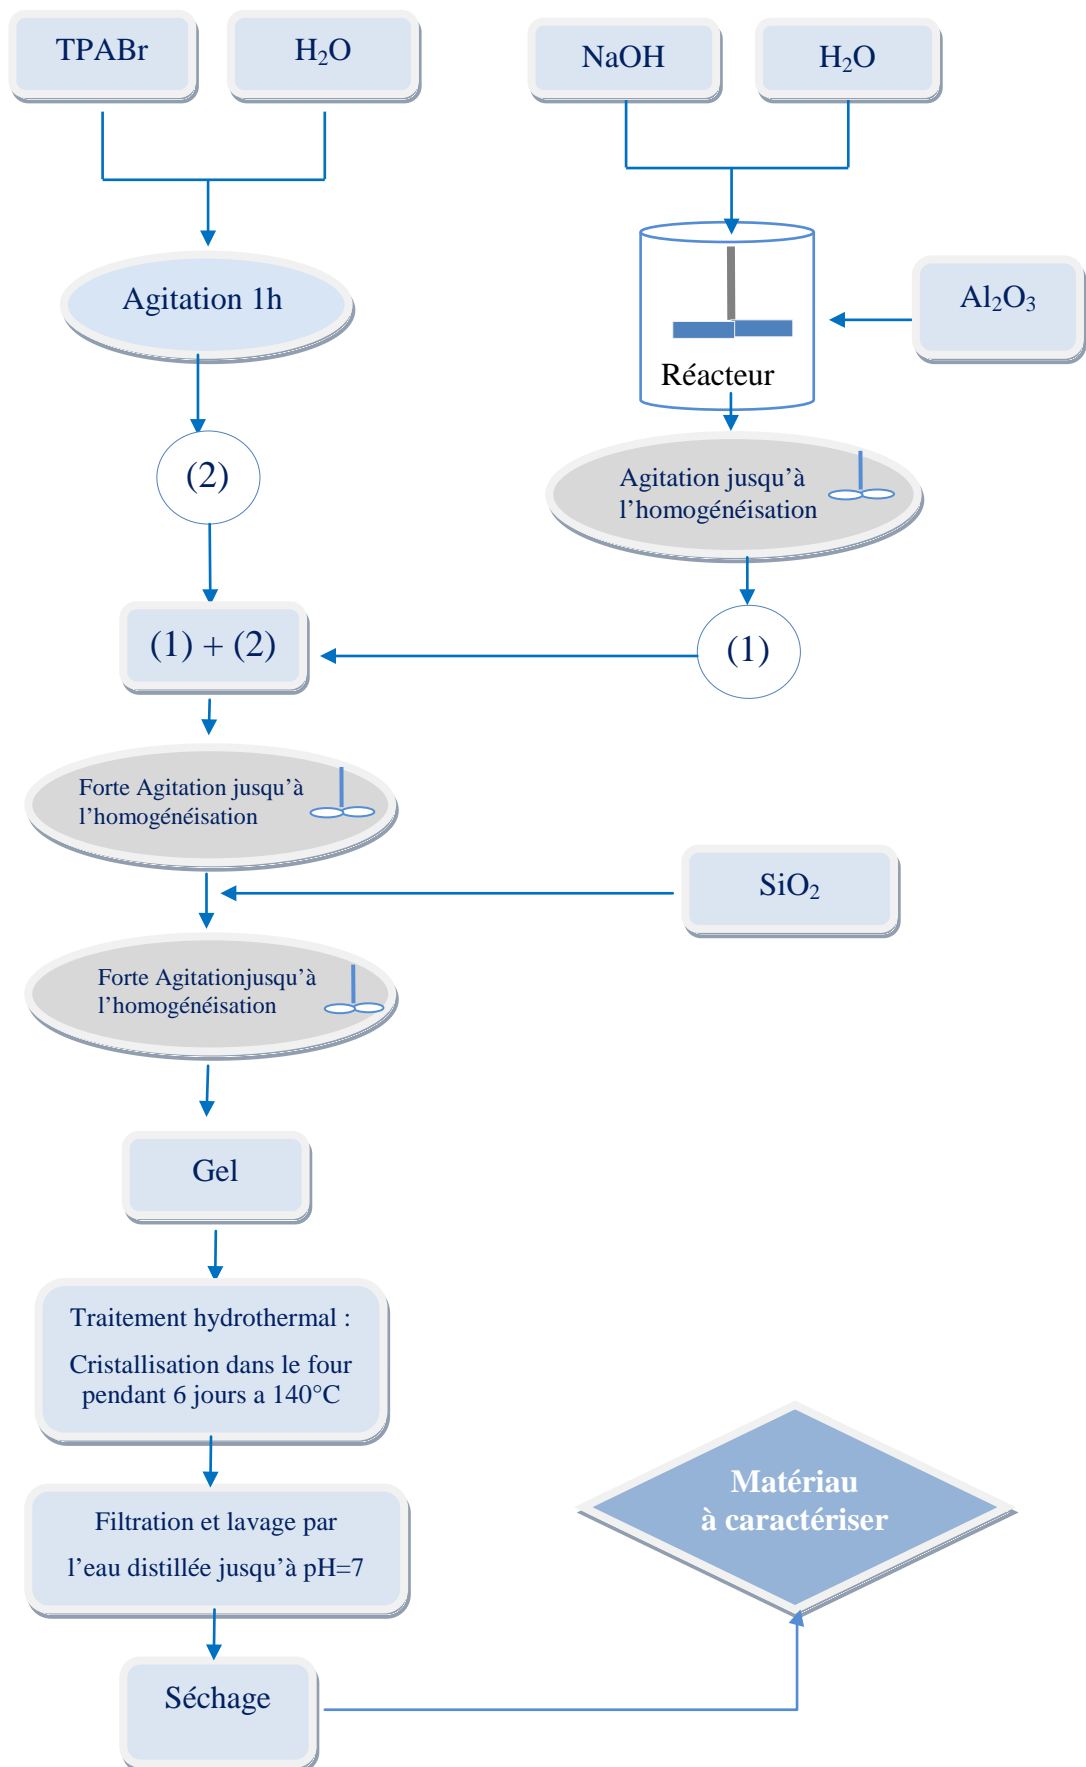 TPABr
H₂O
NaOH
H₂O
Agitation 1h
Al₂O₃
Réacteur
(2)
Agitation jusqu’à
l’homogénéisation
(1) + (2)
(1)
Forte Agitation jusqu’à
l’homogénéisation
SiO₂
Forte Agitationjusqu’à
l’homogénéisation
Gel
Traitement hydrothermal :
Cristallisation dans le four
pendant 6 jours a 140°C
Matériau
à caractériser
Filtration et lavage par
l’eau distillée jusqu’à pH=7
Séchage